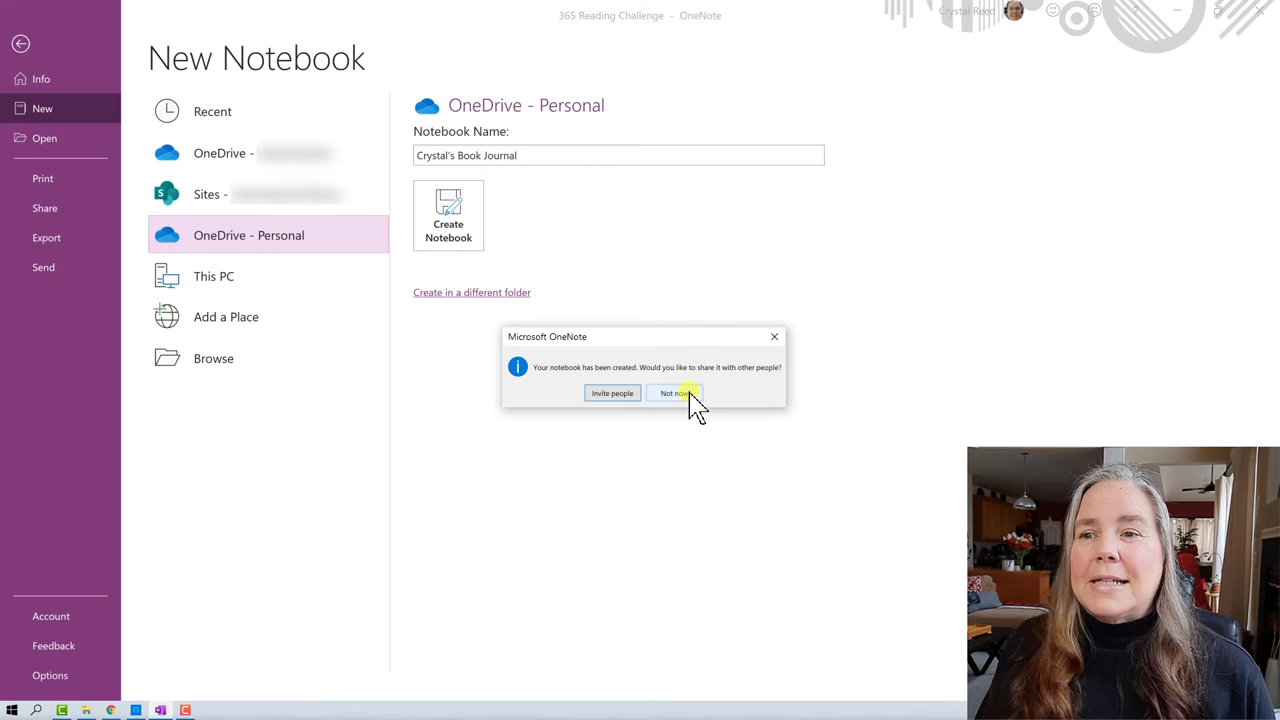 365 Reading Challenge - OneNote
Crystal Reed
Info
New
Open
Print
Share
Export
Send
Account
Feedback
Options
New Notebook
Recent
OneDrive -
Sites -
OneDrive - Personal
This PC
Add a Place
Browse
OneDrive - Personal
Notebook Name:
Crystal's Book Journal
Create
Notebook
Create in a different folder
Microsoft OneNote
Your notebook has been created. Would you like to share it with other people?
Invite people
Not now